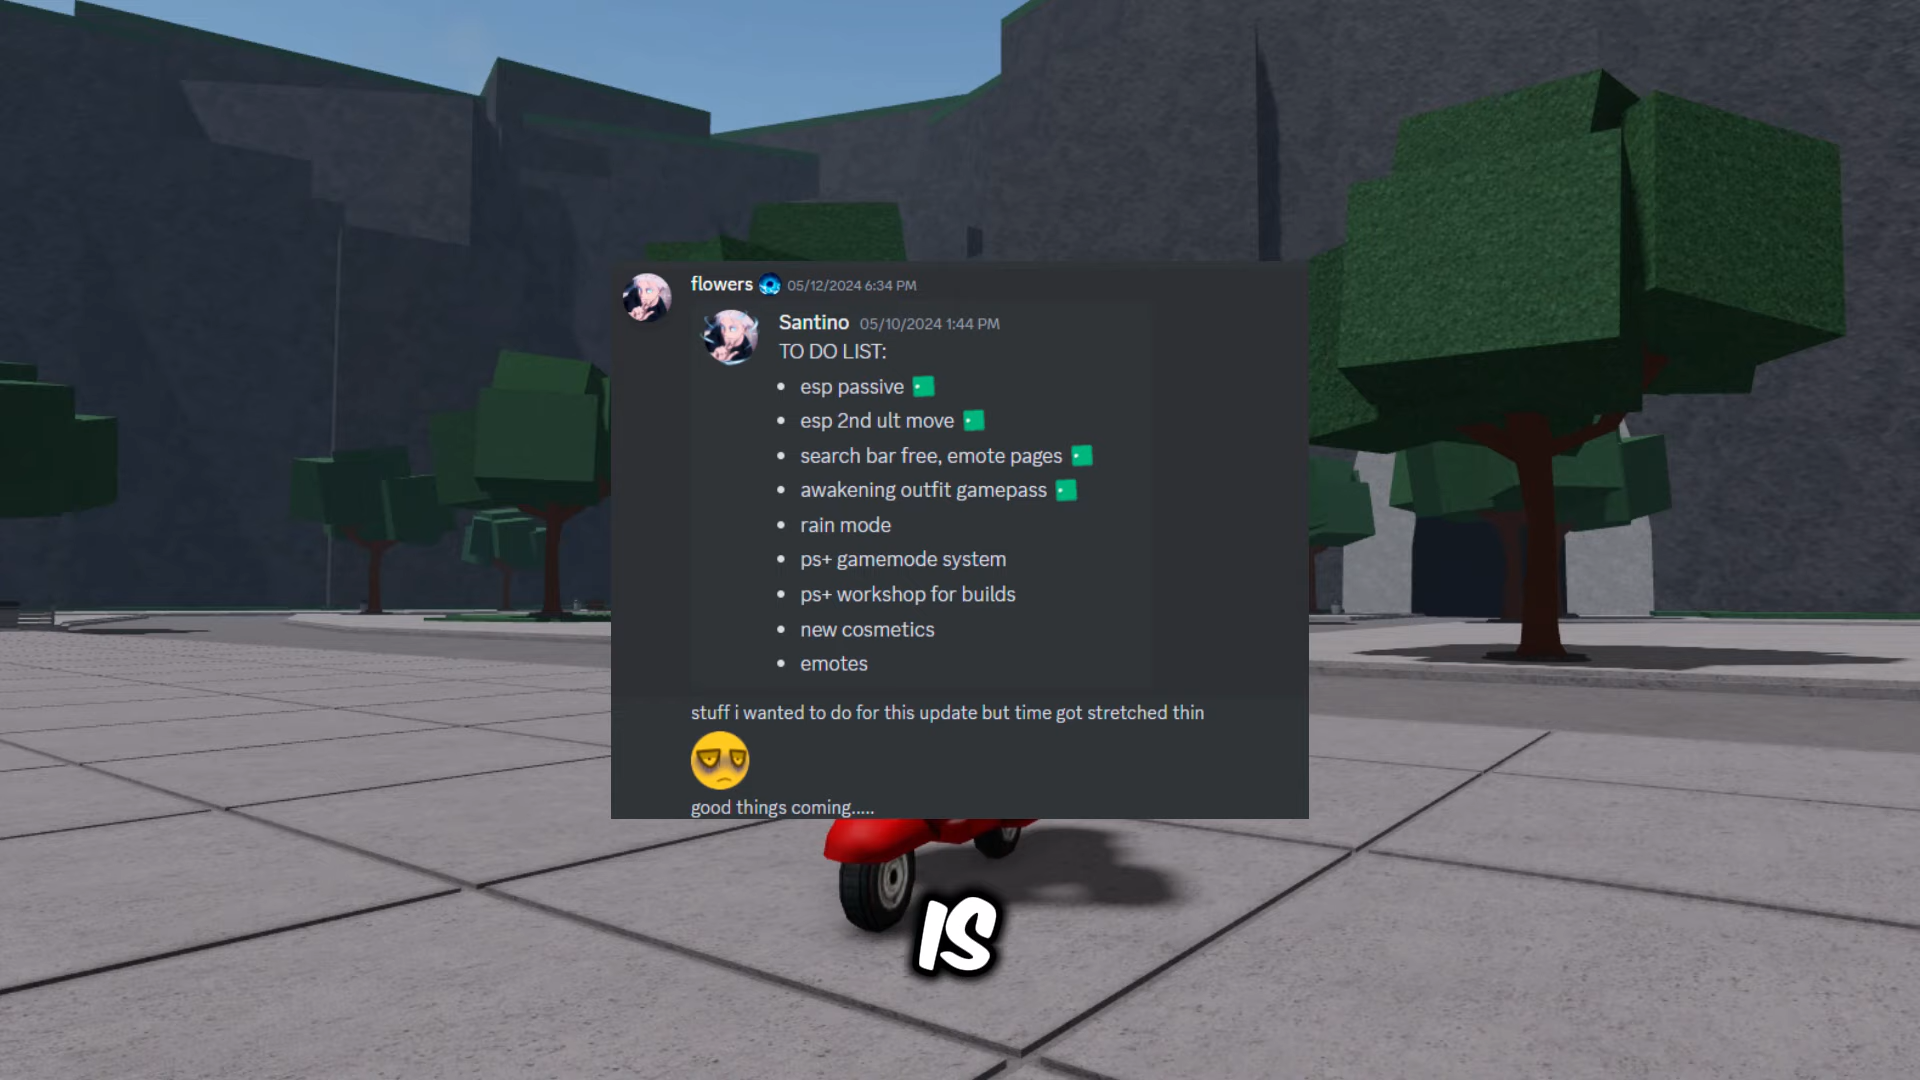 flowers 05/12/2024 6:34 PM
Santino 05/10/2024 1:44 PM
TO DO LIST:
• esp passive
• esp 2nd ult move
• search bar free, emote pages
• awakening outfit gamepass
• rain mode
• ps+ gamemode system
• ps+ workshop for builds
• new cosmetics
• emotes
stuff i wanted to do for this update but time got stretched thin
good things coming.....
IS